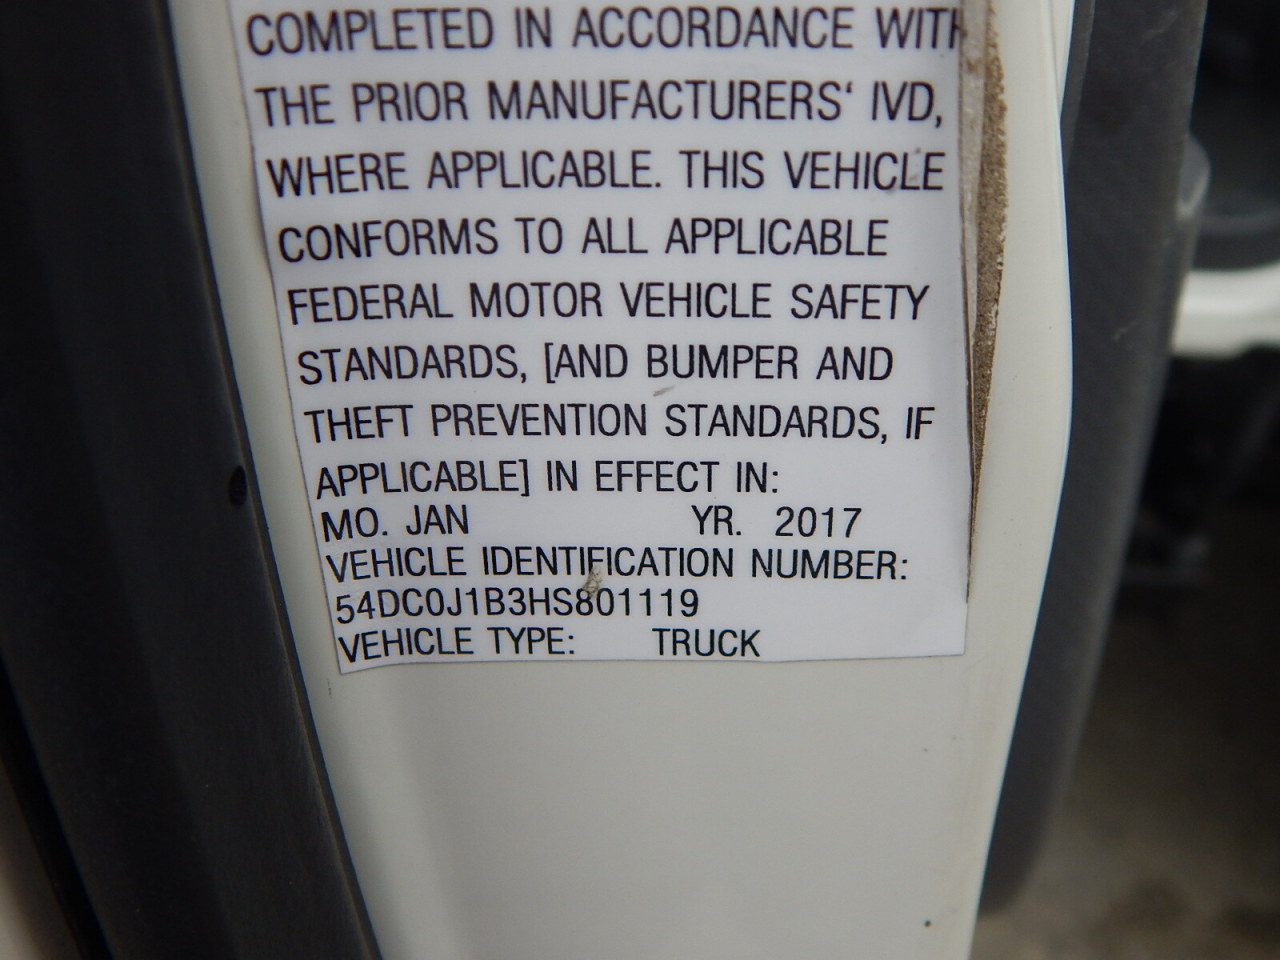 COMPLETED IN ACCORDANCE WITH
THE PRIOR MANUFACTURERS‘ IVD,
WHERE APPLICABLE. THIS VEHICLE
CONFORMS TO ALL APPLICABLE
FEDERAL MOTOR VEHICLE SAFETY
STANDARDS, [AND BUMPER AND
THEFT PREVENTION STANDARDS, IF
APPLICABLE] IN EFFECT IN:
MO. JAN YR. 2017
VEHICLE IDENTIFICATION NUMBER:
54DC0J1B3HS801119
VEHICLE TYPE: TRUCK